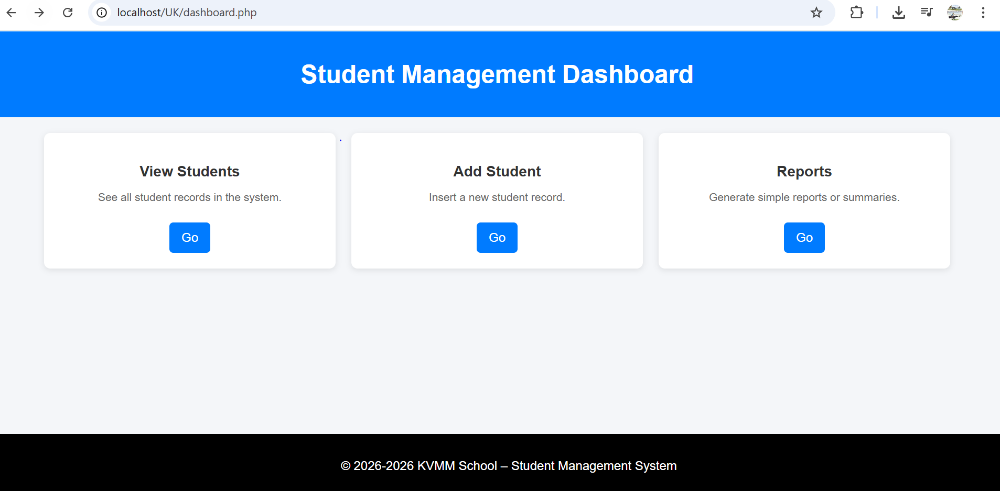 localhost/UK/dashboard.php
Student Management Dashboard
View Students
See all student records in the system.
Go
Add Student
Insert a new student record.
Go
Reports
Generate simple reports or summaries.
Go
© 2026-2026 KVMM School – Student Management System